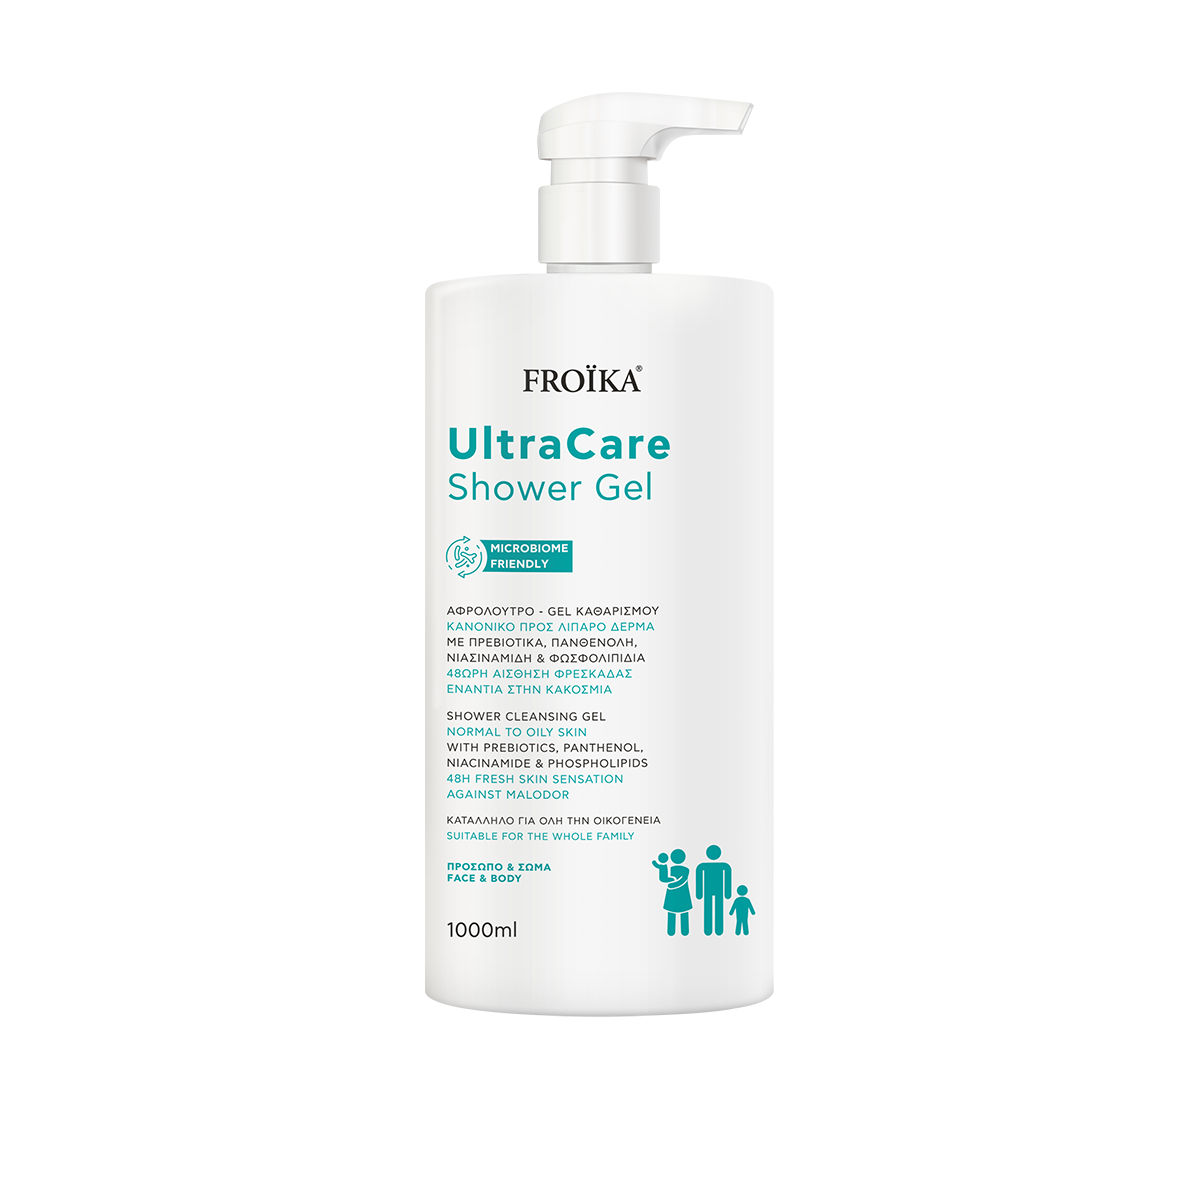 FROÏKA®
UltraCare
Shower Gel
MICROBIOME
FRIENDLY
ΑΦΡΟΛΟΥΤΡΟ - GEL ΚΑΘΑΡΙΣΜΟΥ
ΚΑΝΟΝΙΚΟ ΠΡΟΣ ΛΙΠΑΡΟ ΔΕΡΜΑ
ΜΕ ΠΡΕΒΙΟΤΙΚΑ, ΠΑΝΘΕΝΟΛΗ,
ΝΙΑΣΙΝΑΜΙΔΗ & ΦΩΣΦΟΛΙΠΙΔΙΑ
48ΩΡΗ ΑΙΣΘΗΣΗ ΦΡΕΣΚΑΔΑΣ
ΕΝΑΝΤΙΑ ΣΤΗΝ ΚΑΚΟΣΜΙΑ
SHOWER CLEANSING GEL
NORMAL TO OILY SKIN
WITH PREBIOTICS, PANTHENOL,
NIACINAMIDE & PHOSPHOLIPIDS
48H FRESH SKIN SENSATION
AGAINST MALODOR
ΚΑΤΑΛΛΗΛΟ ΓΙΑ ΟΛΗ ΤΗΝ ΟΙΚΟΓΕΝΕΙΑ
SUITABLE FOR THE WHOLE FAMILY
ΠΡΟΣΩΠΟ & ΣΩΜΑ
FACE & BODY
1000ml